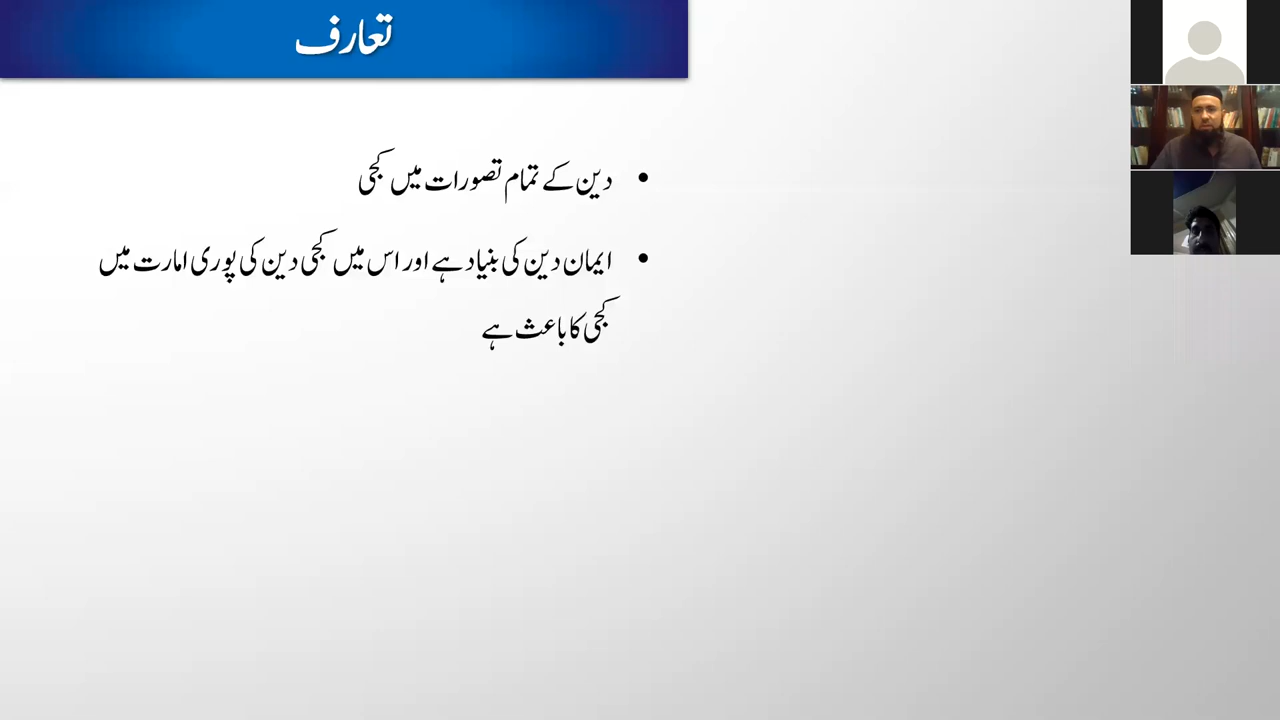 تعارف
• دین کے تمام تصورات میں کجی
• ایمان دین کی بنیاد ہے اور اس میں کجی دین کی پوری امارت میں
کجی کا باعث ہے